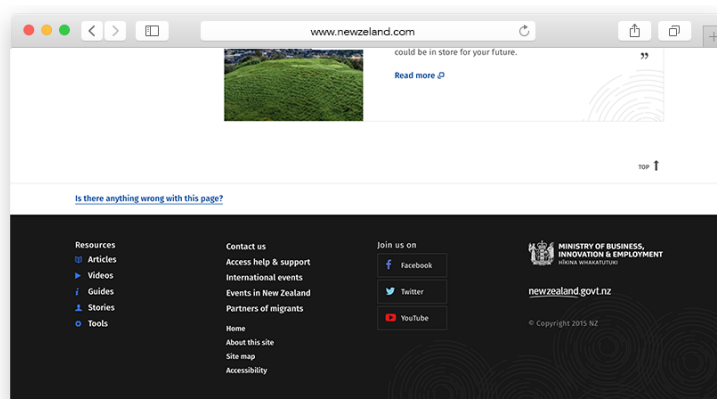 www.newzeland.com
could be in store for your future.
”
Read more
TOP
Is there anything wrong with this page?
Resources
Articles
Videos
Guides
Stories
Tools
Contact us
Access help & support
International events
Events in New Zealand
Partners of migrants
Home
About this site
Site map
Accessibility
Join us on
Facebook
Twitter
YouTube
MINISTRY OF BUSINESS,
INNOVATION & EMPLOYMENT
HĪKINA WHAKATUTUKI
newzealand.govt.nz
© Copyright 2015 NZ